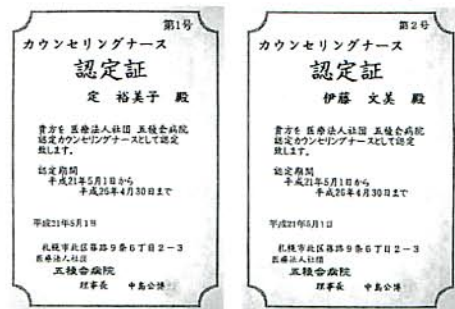 第1号
カウンセリングナース
認定証
定 裕美子 殿
貴方を 医療法人社団 五稜会病院
認定カウンセリングナースとして認定
致します。
認定期間
平成21年5月1日から
平成26年4月30日まで
平成21年5月1日
札幌市北区篠路9条6丁目2-3
医療法人社団
五稜会病院
理事長 中島公博
第2号
カウンセリングナース
認定証
伊藤 文美 殿
貴方を 医療法人社団 五稜会病院
認定カウンセリングナースとして認定
致します。
認定期間
平成21年5月1日から
平成26年4月30日まで
平成21年5月1日
札幌市北区篠路9条6丁目2-3
医療法人社団
五稜会病院
理事長 中島公博